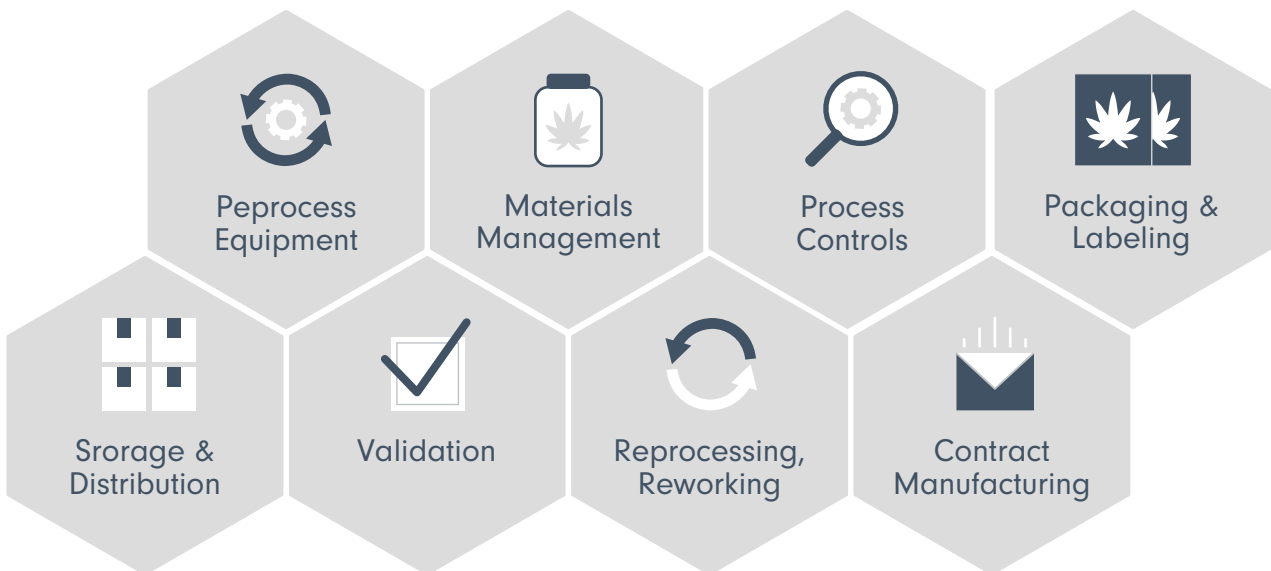 Peprocess
Equipment
Materials
Management
Process
Controls
Packaging &
Labeling
Srorage &
Distribution
Validation
Reprocessing,
Reworking
Contract
Manufacturing